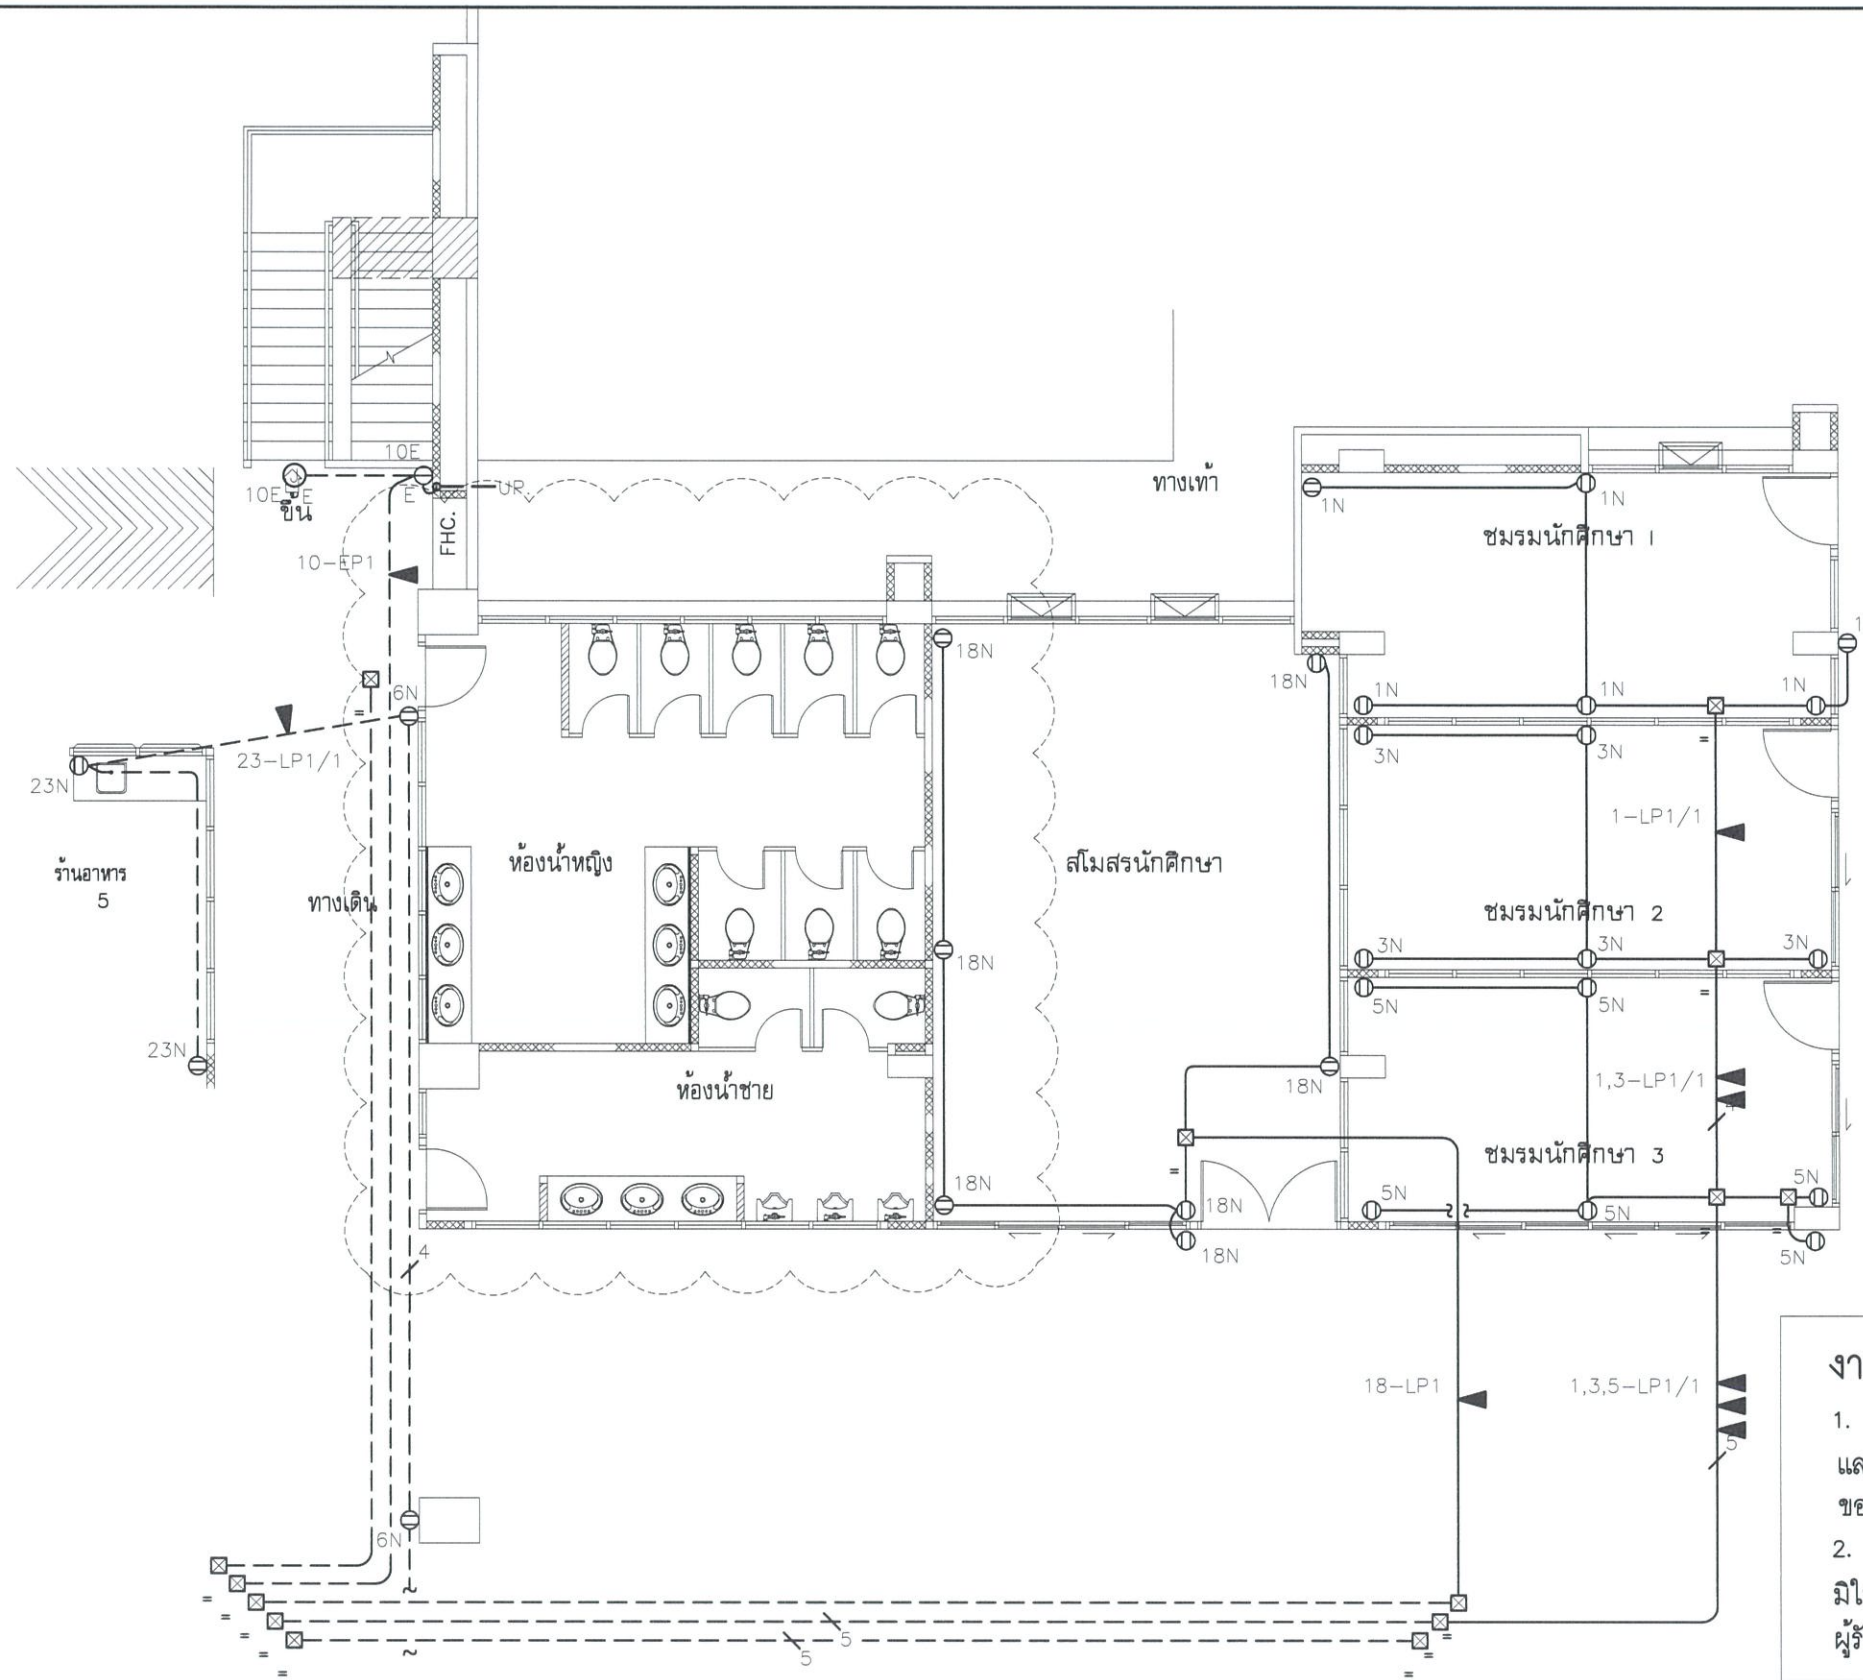 10E
10E
E
E
UP.
ขึ้น
FHC.
10-EP1
ทางเท้า
1N
1N
ชมรมนักศึกษา 1
18N
6N
18N
1N
1N
1N
3N
3N
23-LP1/1
23N
1-LP1/1
ห้องน้ำหญิง
สโมสรนักศึกษา
ร้านอาหาร
5
ทางเดิน
ชมรมนักศึกษา 2
18N
3N
3N
3N
5N
5N
23N
ห้องน้ำชาย
18N
1,3-LP1/1
4
ชมรมนักศึกษา 3
18N
18N
5N
5N
5N
18N
5N
4
18-LP1
1,3,5-LP1/1
5
1.
2.
6N
5
5